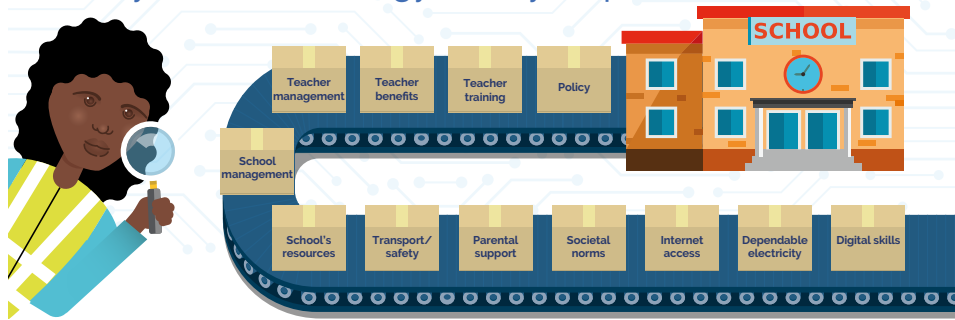 SCHOOL
Teacher
management
Teacher
benefits
Teacher
training
Policy
School
management
School's
resources
Transport/
safety
Parental
support
Societal
norms
Internet
access
Dependable
electricity
Digital skills